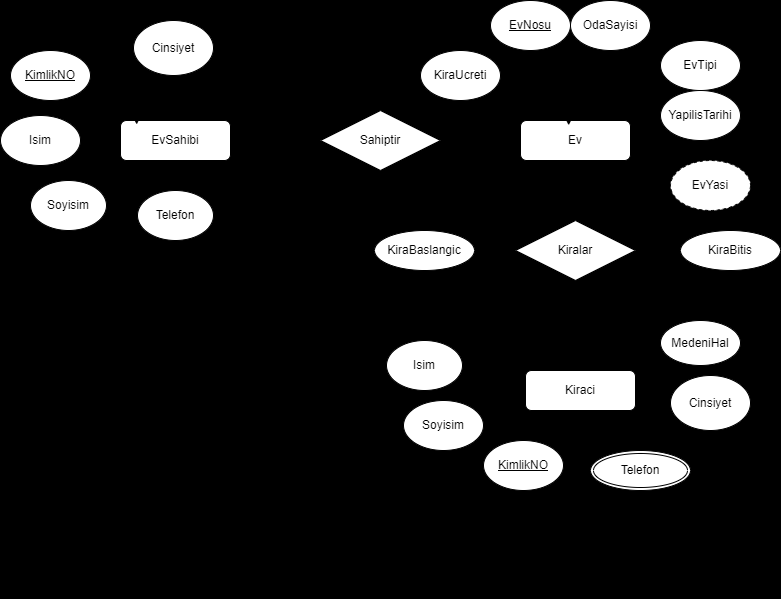 EvNosu
OdaSayisi
Cinsiyet
KimlikNO
KiraUcreti
EvTipi
YapilisTarihi
Isim
EvSahibi
Sahiptir
Ev
EvYasi
Soyisim
Telefon
KiraBaslangic
Kiralar
KiraBitis
MedeniHal
Isim
Kiraci
Cinsiyet
Soyisim
KimlikNO
Telefon